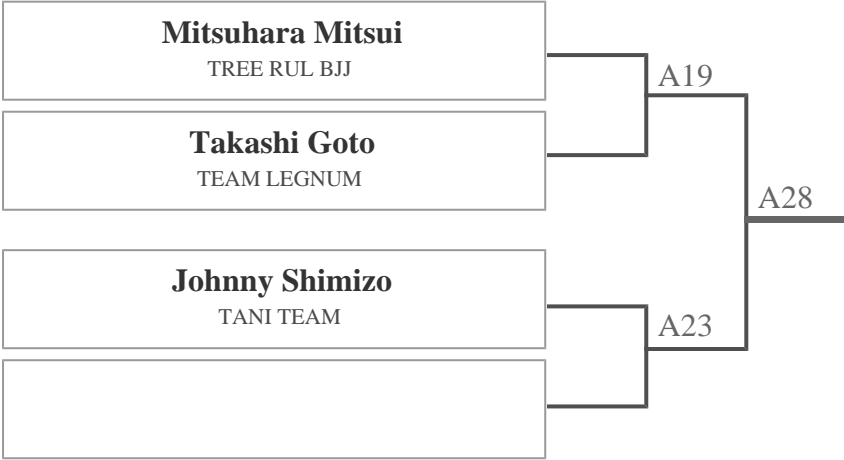 Mitsuhara Mitsui
TREE RUL BJJ
A19
Takashi Goto
TEAM LEGNUM
A28
Johnny Shimizo
TANI TEAM
A23